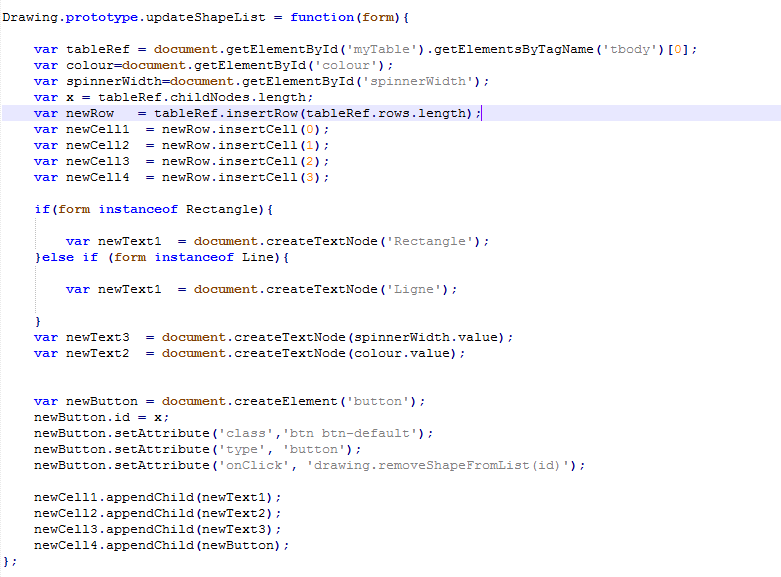 Drawing.prototype.updateShapeList = function(form){
var tableRef = document.getElementById('myTable').getElementsByTagName('tbody')[0];
var colour=document.getElementById('colour');
var spinnerWidth=document.getElementById('spinnerWidth');
var x = tableRef.childNodes.length;
var newRow   = tableRef.insertRow(tableRef.rows.length);
var newCell1  = newRow.insertCell(0);
var newCell2  = newRow.insertCell(1);
var newCell3  = newRow.insertCell(2);
var newCell4  = newRow.insertCell(3);
if(form instanceof Rectangle){
var newText1  = document.createTextNode('Rectangle');
}else if (form instanceof Line){
var newText1  = document.createTextNode('Ligne');
}
var newText3  = document.createTextNode(spinnerWidth.value);
var newText2  = document.createTextNode(colour.value);
var newButton = document.createElement('button');
newButton.id = x;
newButton.setAttribute('class','btn btn-default');
newButton.setAttribute('type', 'button');
newButton.setAttribute('onClick', 'drawing.removeShapeFromList(id)');
newCell1.appendChild(newText1);
newCell2.appendChild(newText2);
newCell3.appendChild(newText3);
newCell4.appendChild(newButton);
};